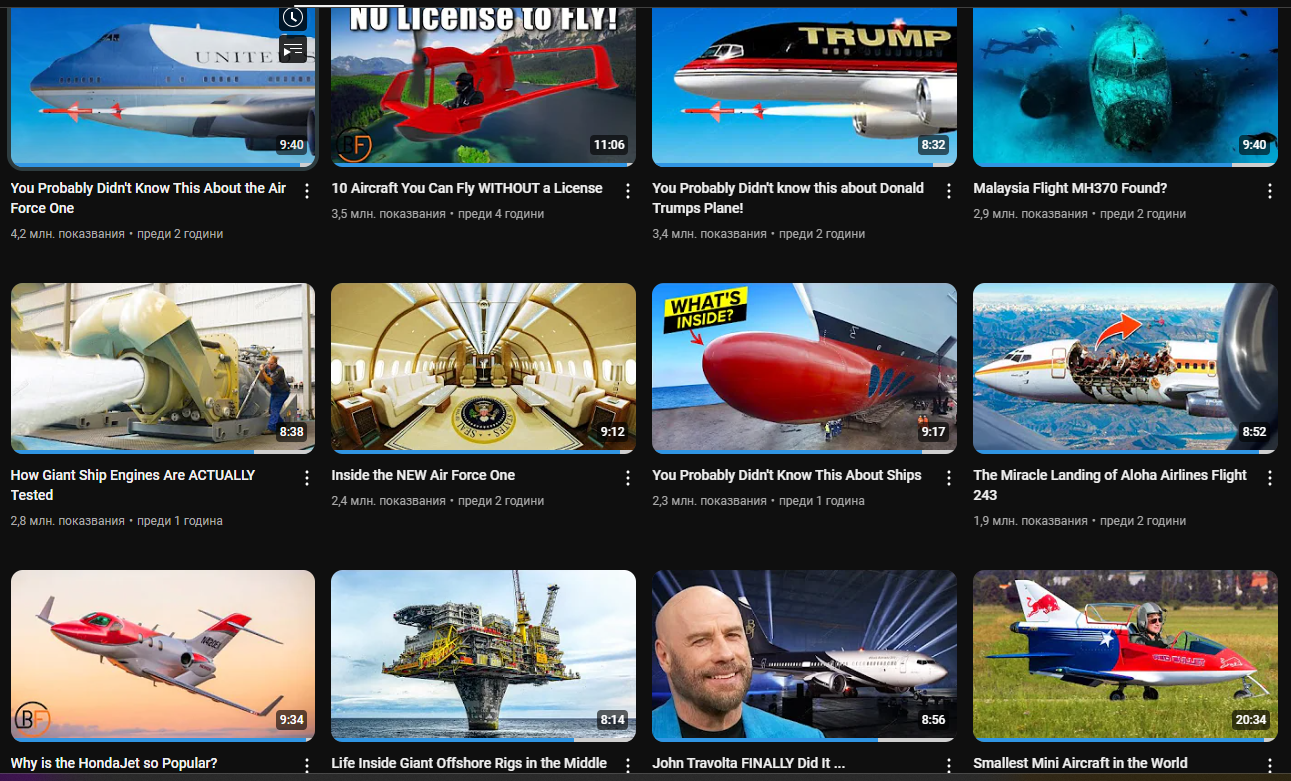 UNITE
9:40
NO License to FLY!
BF
11:06
TRUMP
8:32
9:40
You Probably Didn't Know This About the Air
Force One
4,2 млн. показвания • преди 2 години
10 Aircraft You Can Fly WITHOUT a License
3,5 млн. показвания • преди 4 години
You Probably Didn't know this about Donald
Trumps Plane!
3,4 млн. показвания • преди 2 години
Malaysia Flight MH370 Found?
2,9 млн. показвания • преди 2 години
8:38
9:12
WHAT'S
INSIDE?
9:17
8:52
How Giant Ship Engines Are ACTUALLY
Tested
2,8 млн. показвания • преди 1 година
Inside the NEW Air Force One
2,4 млн. показвания • преди 2 години
You Probably Didn't Know This About Ships
2,3 млн. показвания • преди 1 година
The Miracle Landing of Aloha Airlines Flight
243
1,9 млн. показвания • преди 2 години
BF
9:34
8:14
8:56
20:34
Why is the HondaJet so Popular?
Life Inside Giant Offshore Rigs in the Middle
John Travolta FINALLY Did It ...
Smallest Mini Aircraft in the World